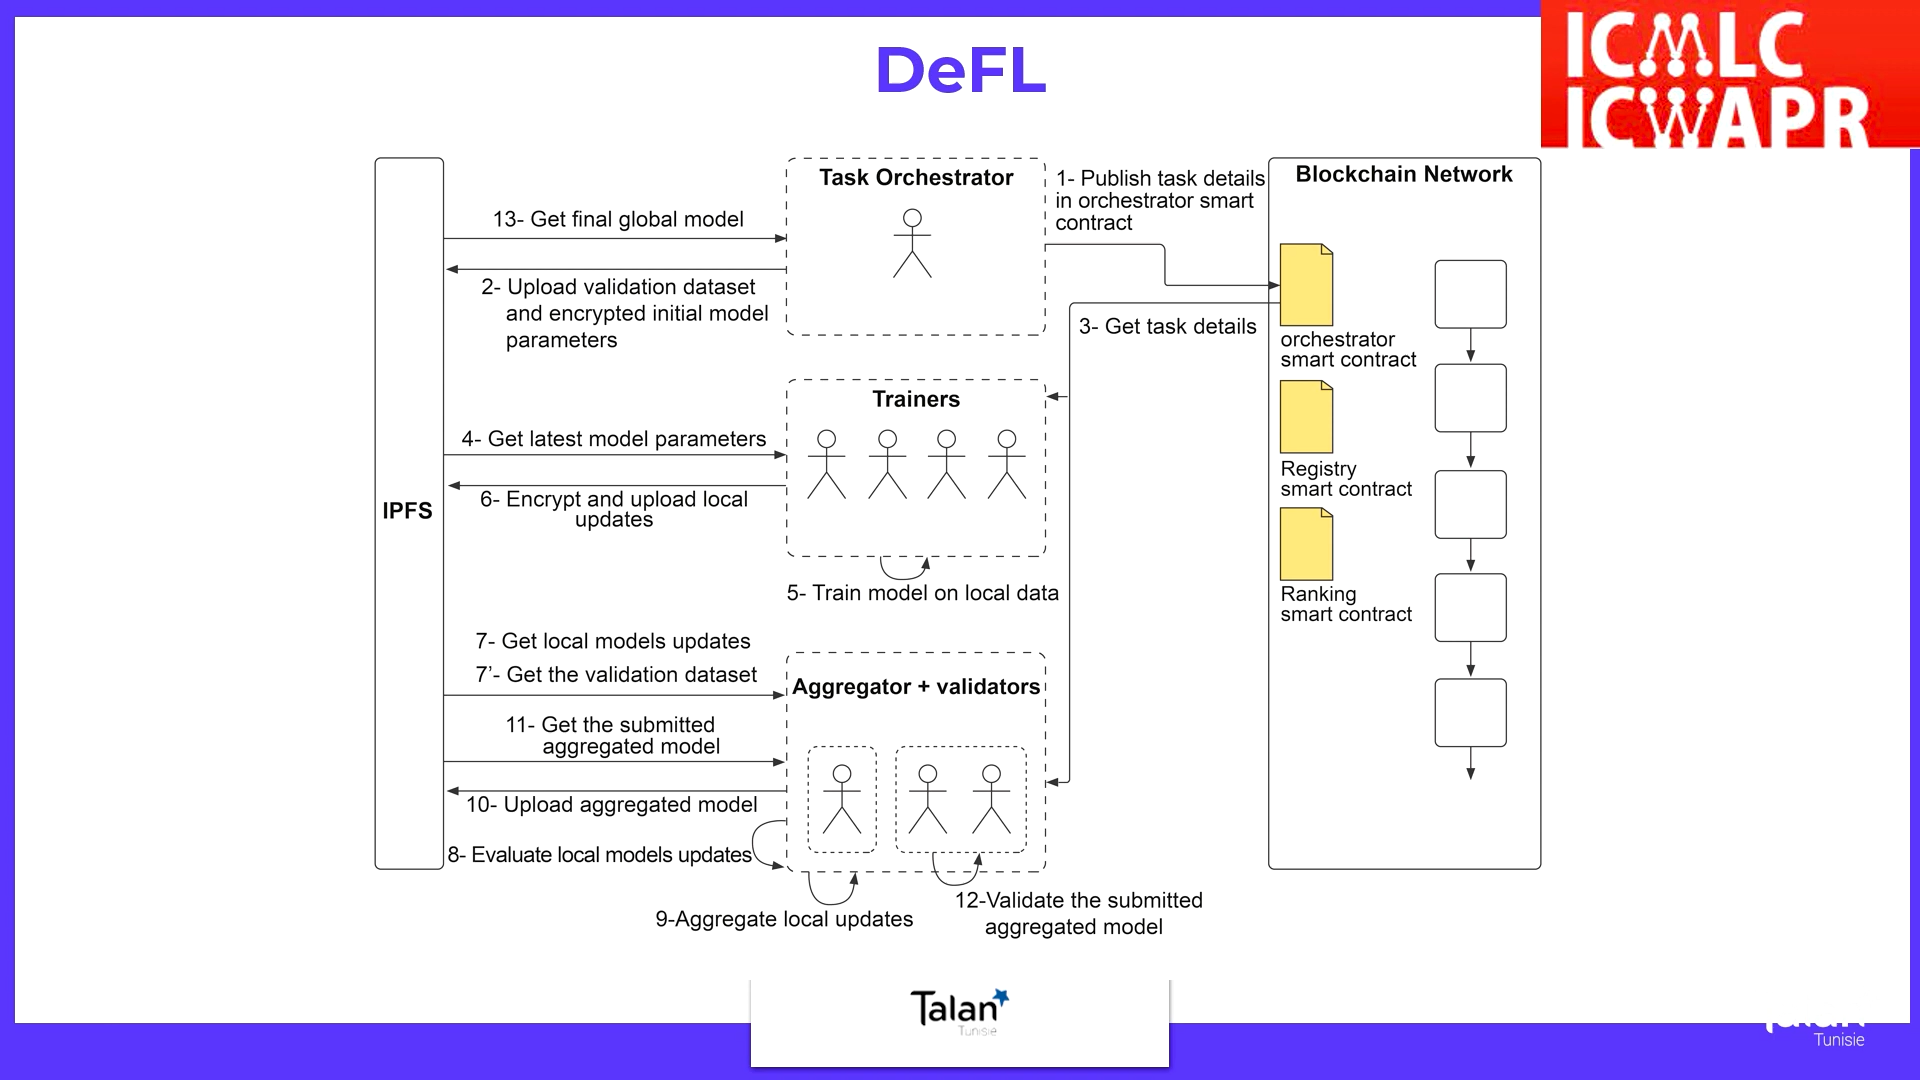 DeFL
ICMLC
ICWAPR
Task Orchestrator
1- Publish task details
in orchestrator smart
contract
Blockchain Network
13- Get final global model
2- Upload validation dataset
and encrypted initial model
parameters
3- Get task details
orchestrator
smart contract
Trainers
4- Get latest model parameters
6- Encrypt and upload local
updates
IPFS
Registry
smart contract
5- Train model on local data
Ranking
smart contract
7- Get local models updates
7’- Get the validation dataset
Aggregator + validators
11- Get the submitted
aggregated model
10- Upload aggregated model
8- Evaluate local models updates
9-Aggregate local updates
12-Validate the submitted
aggregated model
Talan
Tunisie
Talan
Tunisie